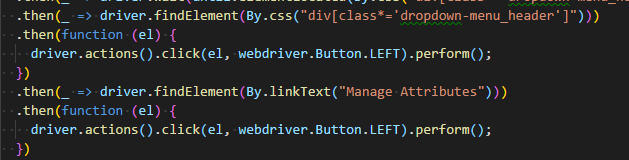 .then(_ => driver.findElement(By.css("div[class*='dropdown-menu_header']")))
.then(function (el) {
driver.actions().click(el, webdriver.Button.LEFT).perform();
})
.then(_ => driver.findElement(By.linkText("Manage Attributes")))
.then(function (el) {
driver.actions().click(el, webdriver.Button.LEFT).perform();
})